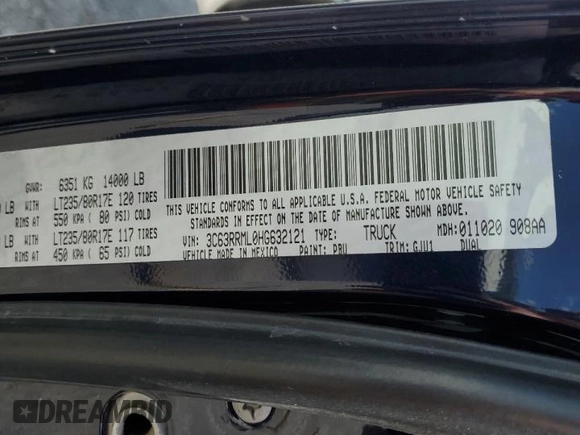 GVWR: 6351 KG 14000 LB
LB LT235/80R17E 120 TIRES
WITH
RIMS AT 550 KPA ( 80 PSI) COLD
LB LT235/80R17E 117 TIRES
WITH
RIMS AT 450 KPA ( 65 PSI) COLD
THIS VEHICLE CONFORMS TO ALL APPLICABLE U.S.A. FEDERAL MOTOR VEHICLE SAFETY
STANDARDS IN EFFECT ON THE DATE OF MANUFACTURE SHOWN ABOVE.
VIN: 3C63RRML0HG632121 TYPE: TRUCK MDH: 011020 908AA
VEHICLE MADE IN MEXICO PAINT: PBU TRIM: GJW1 DUAL
DREAMBID